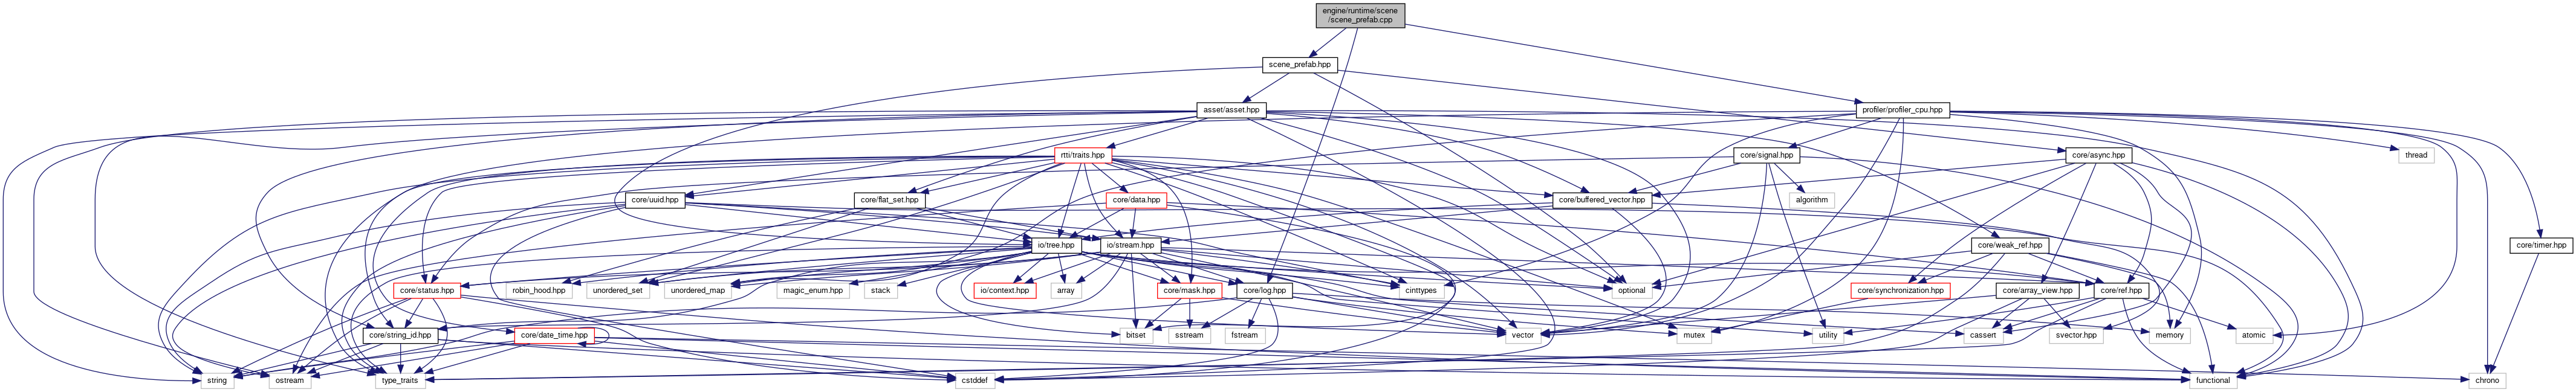 engine/runtime/scene
/scene_prefab.cpp
scene_prefab.hpp
asset/asset.hpp
profiler/profiler_cpu.hpp
rtti/traits.hpp
core/signal.hpp
core/async.hpp
thread
core/uuid.hpp
core/flat_set.hpp
core/data.hpp
core/buffered_vector.hpp
algorithm
io/tree.hpp
io/stream.hpp
core/weak_ref.hpp
core/timer.hpp
core/status.hpp
robin_hood.hpp
unordered_set
unordered_map
magic_enum.hpp
stack
io/context.hpp
array
core/mask.hpp
core/log.hpp
cinttypes
optional
core/synchronization.hpp
core/array_view.hpp
core/ref.hpp
core/string_id.hpp
core/date_time.hpp
bitset
sstream
fstream
vector
mutex
utility
cassert
svector.hpp
memory
atomic
string
ostream
type_traits
cstddef
functional
chrono